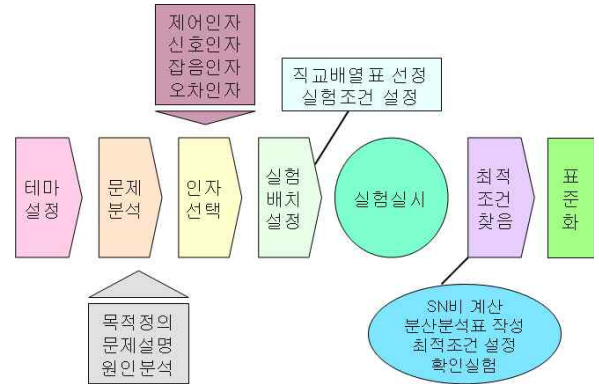 제어인자
신호인자
잡음인자
오차인자
직교배열표 선정
실험조건 설정
테마
설정
문제
분석
인자
선택
실험
배치
설정
실험실시
최적
조건
찾음
표
준
화
목적정의
문제설명
원인분석
SN비 계산
분산분석표 작성
최적조건 설정
확인실험